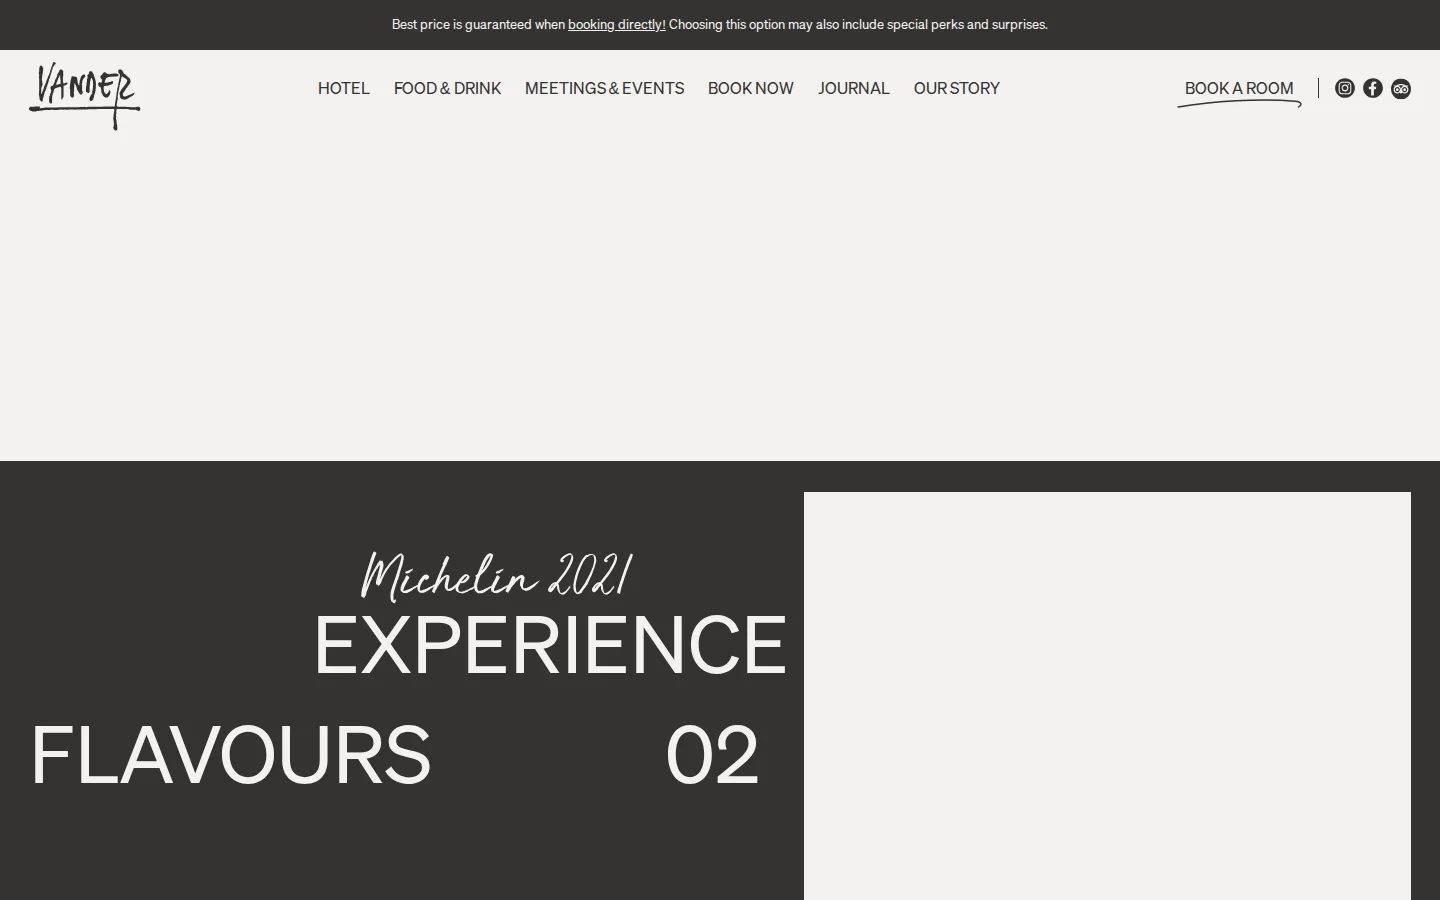 Best price is guaranteed when booking directly! Choosing this option may also include special perks and surprises.
VANDER
HOTEL FOOD & DRINK MEETINGS & EVENTS BOOK NOW JOURNAL OUR STORY
BOOK A ROOM
Michelin 2021
EXPERIENCE
FLAVOURS 02